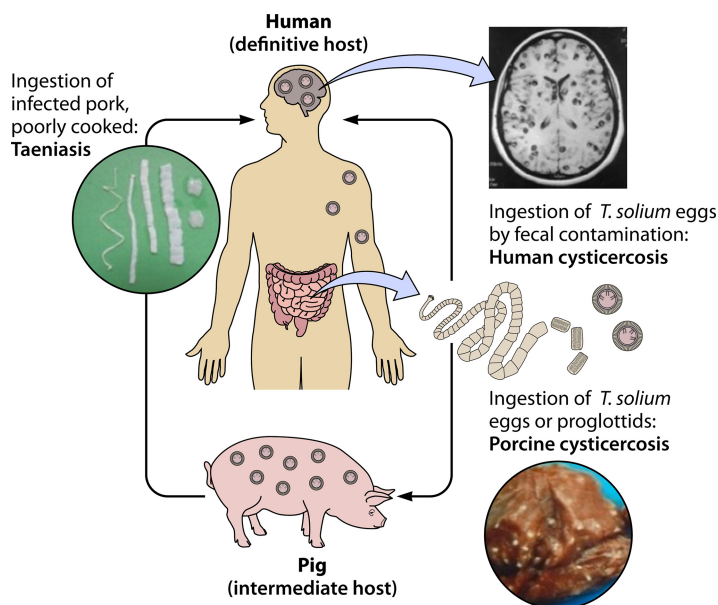 Human
(definitive host)
Ingestion of
infected pork,
poorly cooked:
Taeniasis
Ingestion of T. solium eggs
by fecal contamination:
Human cysticercosis
Ingestion of T. solium
eggs or proglottids:
Porcine cysticercosis
Pig
(intermediate host)